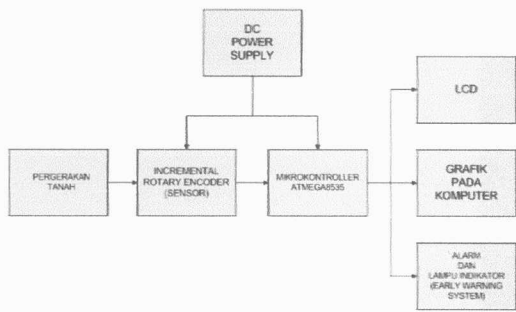 DC
POWER
SUPPLY
LCD
PERGERAKAN
TANAH
INCREMENTAL
ROTARY ENCODER
(SENSOR)
MIKROKONTROLLER
ATMEGA8535
GRAFIK
PADA
KOMPUTER
ALARM
DAN
LAMPU INDIKATOR
(EARLY WARNING
SYSTEM)